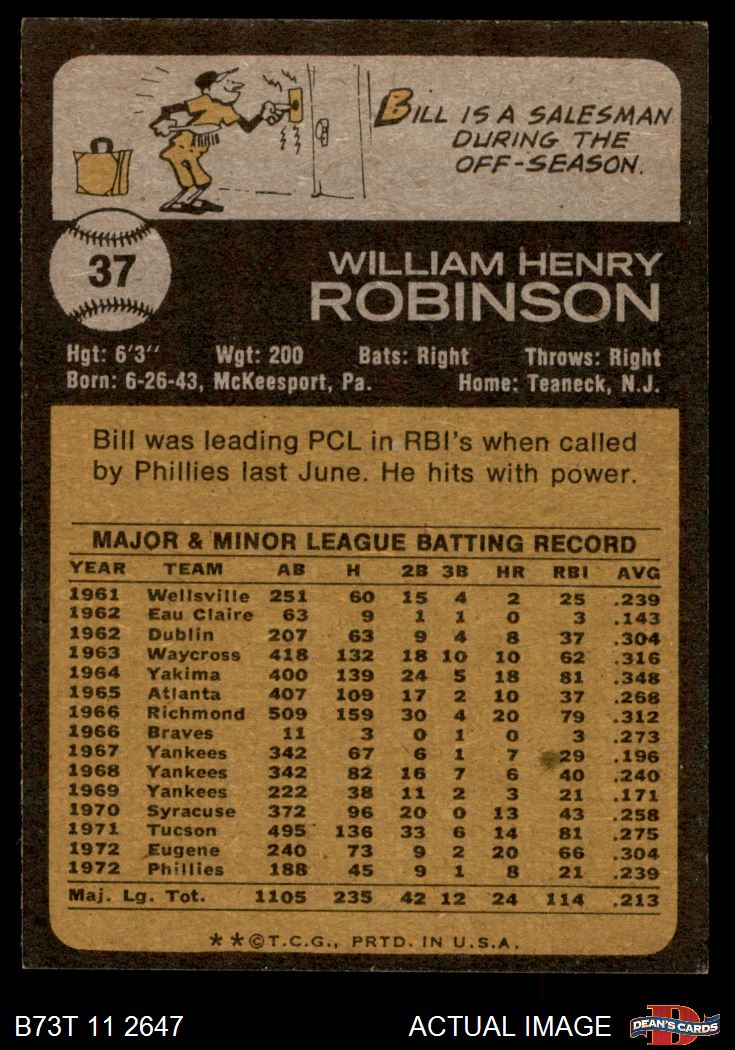 BILL IS A SALESMAN
DURING THE
OFF-SEASON.
37
WILLIAM HENRY
ROBINSON
Hgt: 6'3" Wgt: 200 Bats: Right Throws: Right
Born: 6-26-43, McKeesport, Pa. Home: Teaneck, N.J.
Bill was leading PCL in RBI's when called
by Phillies last June. He hits with power.
MAJOR & MINOR LEAGUE BATTING RECORD
YEAR TEAM AB H 2B 3B HR RBI AVG
1961 Wellsville 251 60 15 4 2 25 .239
1962 Eau Claire 63 9 1 1 0 3 .143
1962 Dublin 207 63 9 4 8 37 .304
1963 Waycross 418 132 18 10 10 62 .316
1964 Yakima 400 139 24 5 18 81 .348
1965 Atlanta 407 109 17 2 10 37 .268
1966 Richmond 509 159 30 4 20 79 .312
1966 Braves 11 3 0 1 0 3 .273
1967 Yankees 342 67 6 1 7 29 .196
1968 Yankees 342 82 16 7 6 40 .240
1969 Yankees 222 38 11 2 3 21 .171
1970 Syracuse 372 96 20 0 13 43 .258
1971 Tucson 495 136 33 6 14 81 .275
1972 Eugene 240 73 9 2 20 66 .304
1972 Phillies 188 45 9 1 8 21 .239
Maj. Lg. Tot. 1105 235 42 12 24 114 .213
**©T.C.G., PRTD. IN U.S.A.
B73T 11 2647 ACTUAL IMAGE DEAN'S CARDS